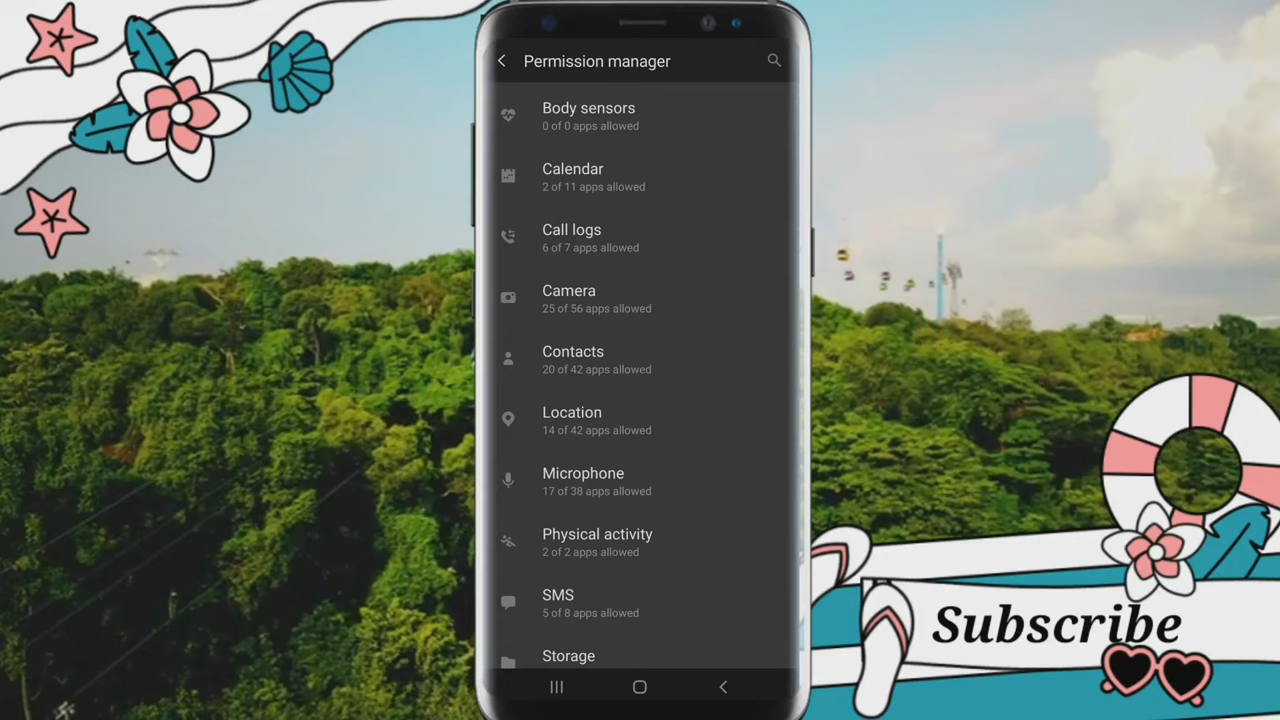 Permission manager
Body sensors
0 of 0 apps allowed
Calendar
2 of 11 apps allowed
Call logs
6 of 7 apps allowed
Camera
25 of 56 apps allowed
Contacts
20 of 42 apps allowed
Location
14 of 42 apps allowed
Microphone
17 of 38 apps allowed
Physical activity
2 of 2 apps allowed
SMS
5 of 8 apps allowed
Storage
Subscribe